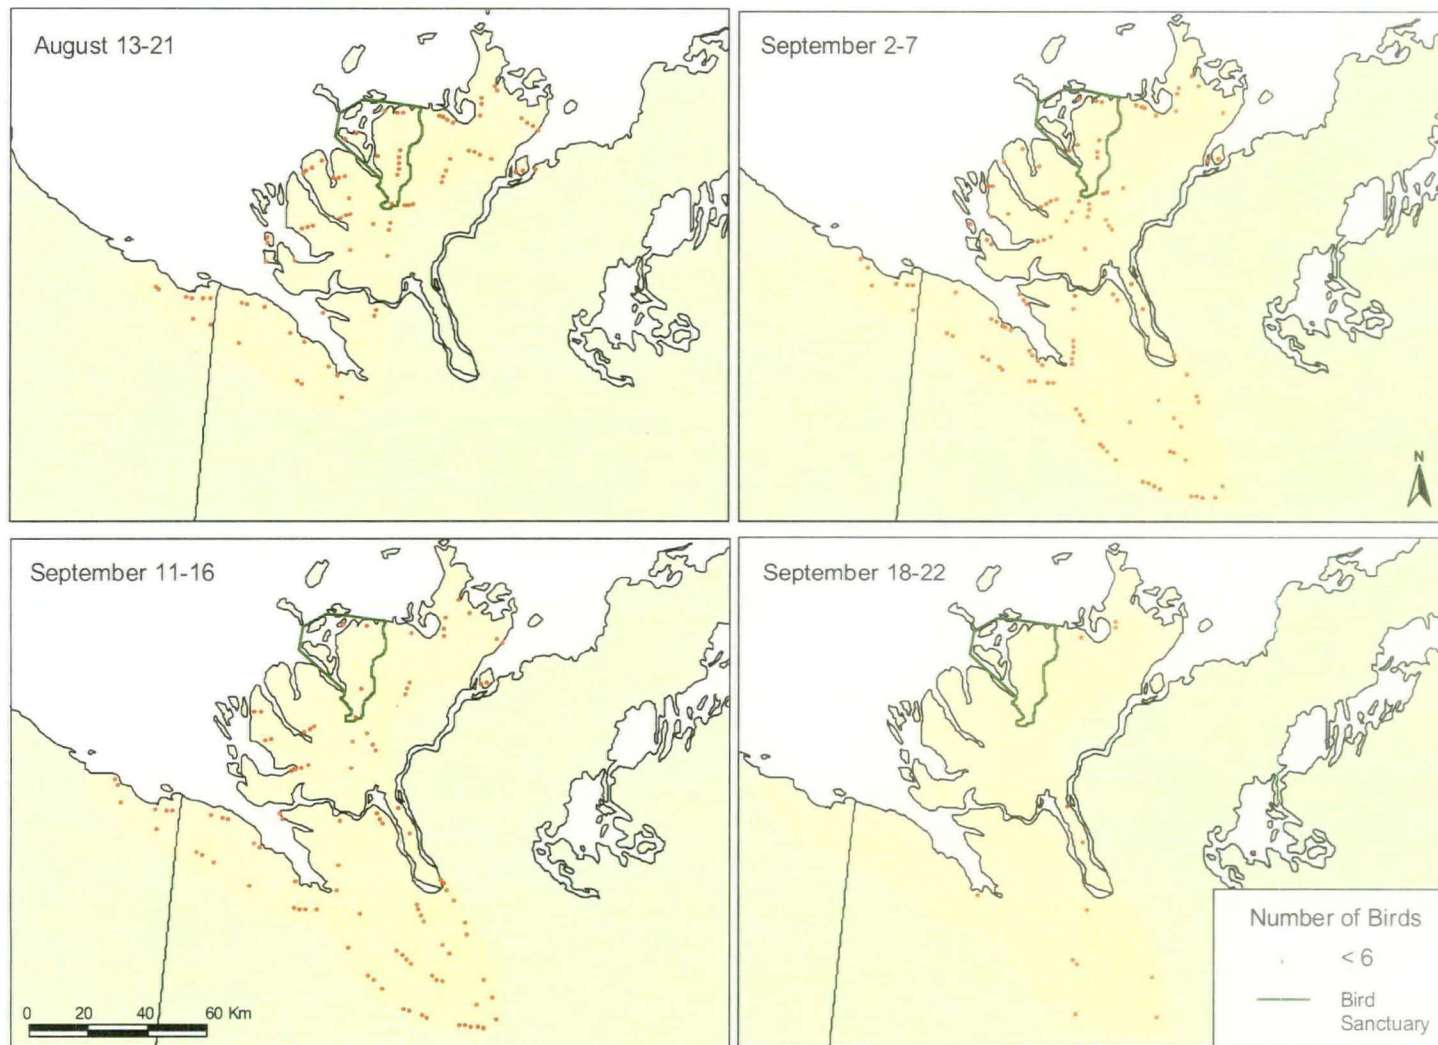 August 13-21
September 2-7
N
September 11-16
September 18-22
0 20 40 60 Km
Number of Birds
< 6
Bird
Sanctuary